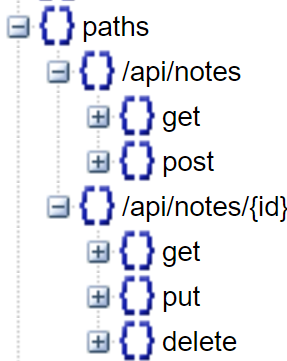 paths
/api/notes
get
post
/api/notes/{id}
get
put
delete